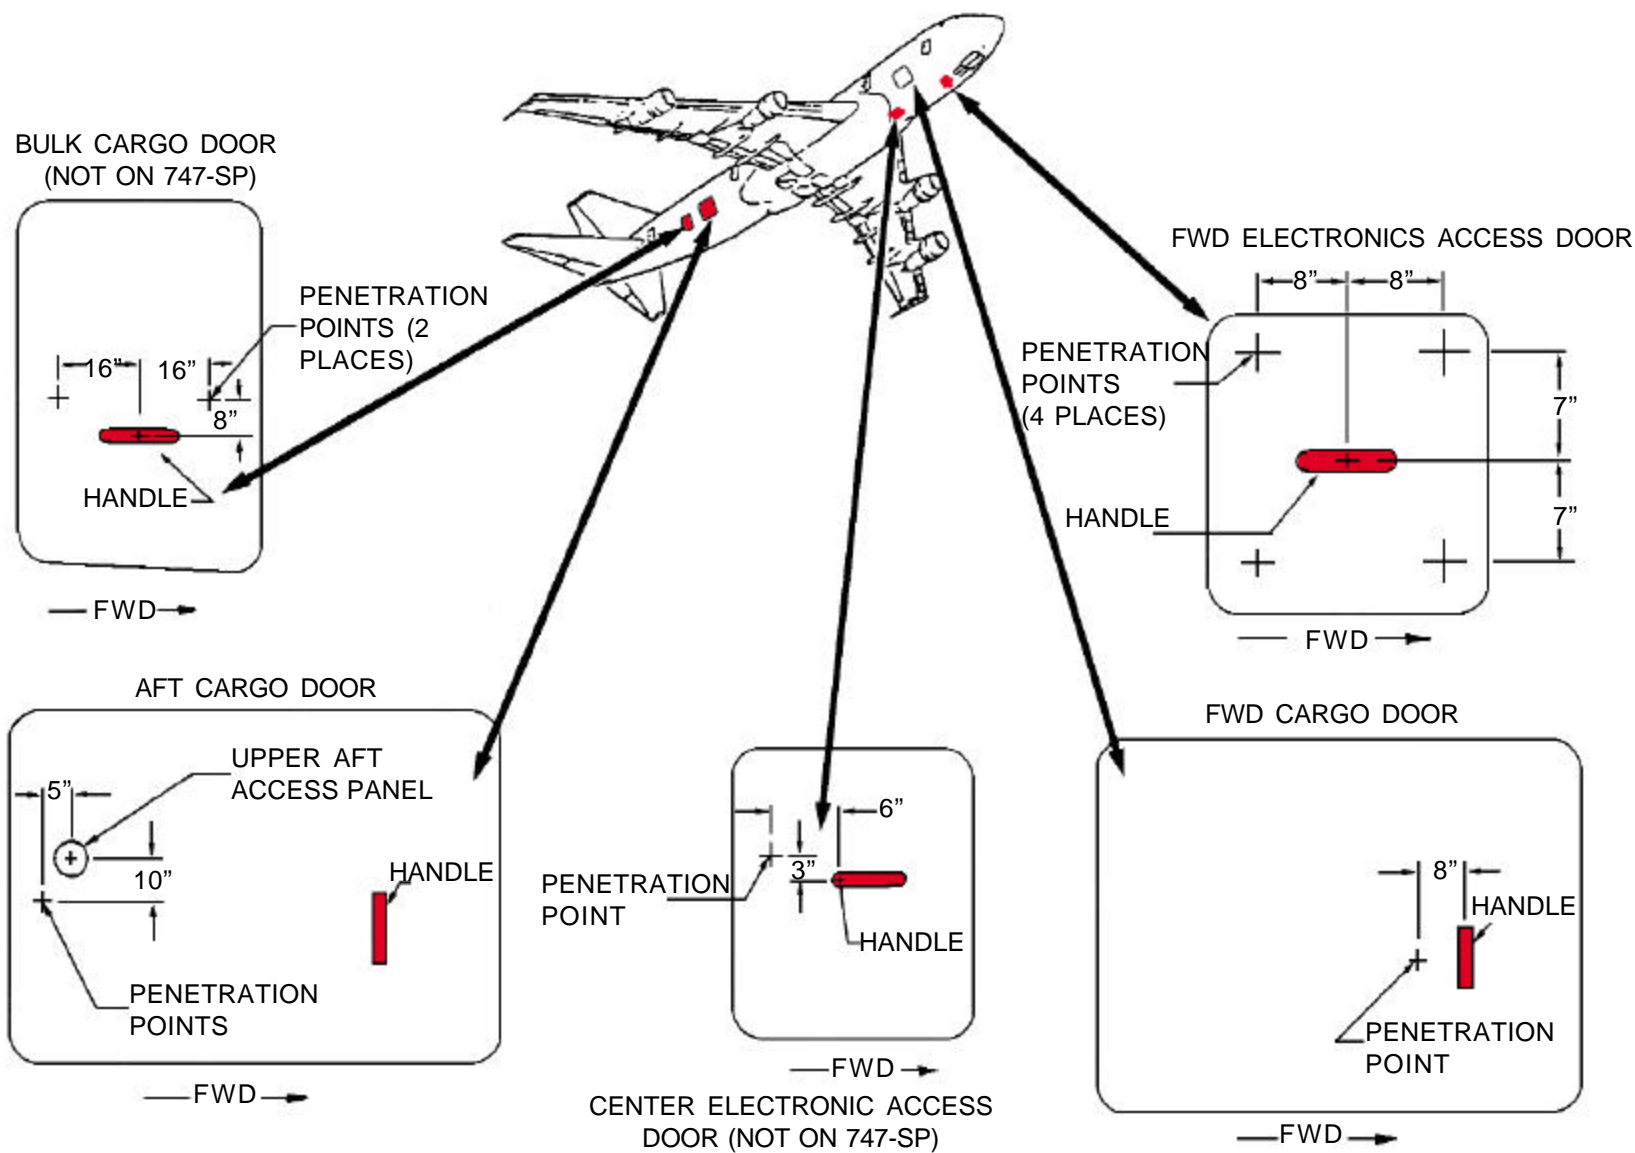 BULK CARGO DOOR
(NOT ON 747-SP)
PENETRATION
POINTS (2
PLACES)
16”
16”
8”
HANDLE
FWD
FWD ELECTRONICS ACCESS DOOR
8”
8”
PENETRATION
POINTS
(4 PLACES)
7”
HANDLE
7”
FWD
AFT CARGO DOOR
UPPER AFT
ACCESS PANEL
5”
10”
HANDLE
PENETRATION
POINTS
FWD
6”
3”
PENETRATION
POINT
HANDLE
FWD
CENTER ELECTRONIC ACCESS
DOOR (NOT ON 747-SP)
FWD CARGO DOOR
8”
HANDLE
PENETRATION
POINT
FWD